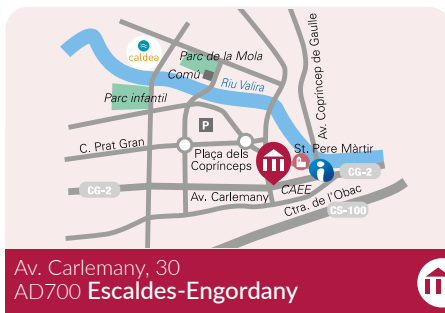 caldea
Parc de la Mola
Comú
Riu Valira
Av. Copríncep de Gaulle
Parc infantil
P
C. Prat Gran
Plaça dels
Coprínceps
St. Pere Màrtir
i
CG-2
CG-2
Av. Carlemany
CAEE
Ctra. de l'Obac
CS-100
Av. Carlemany, 30
AD700 Escaldes-Engordany